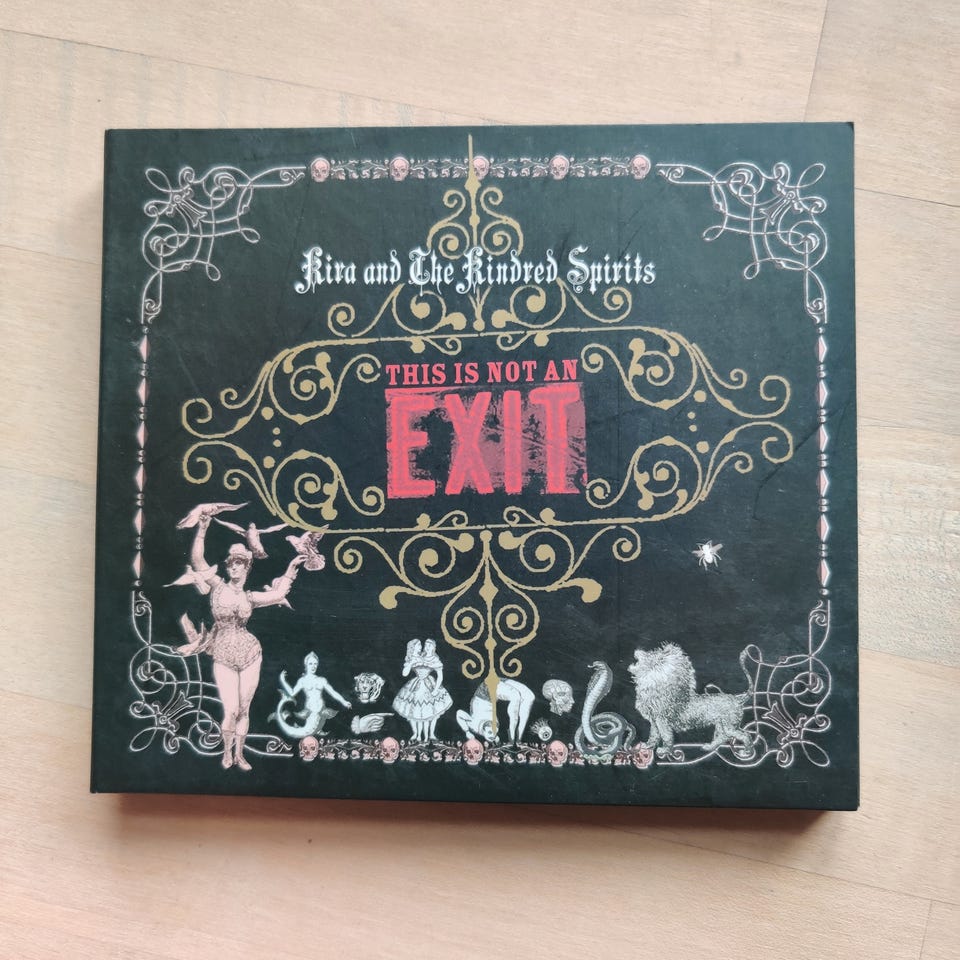 Kira and The Kindred Spirits
THIS IS NOT AN
EXIT